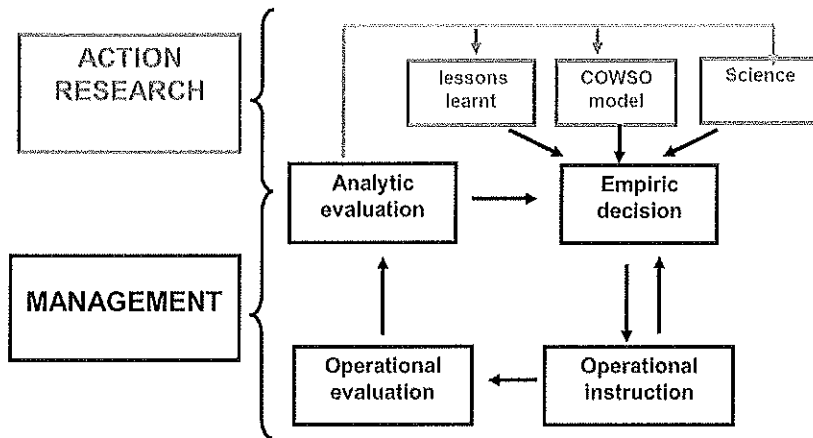 ACTION
RESEARCH
lessons
learnt
COWSO
model
Science
Analytic
evaluation
Empiric
decision
MANAGEMENT
Operational
evaluation
Operational
instruction